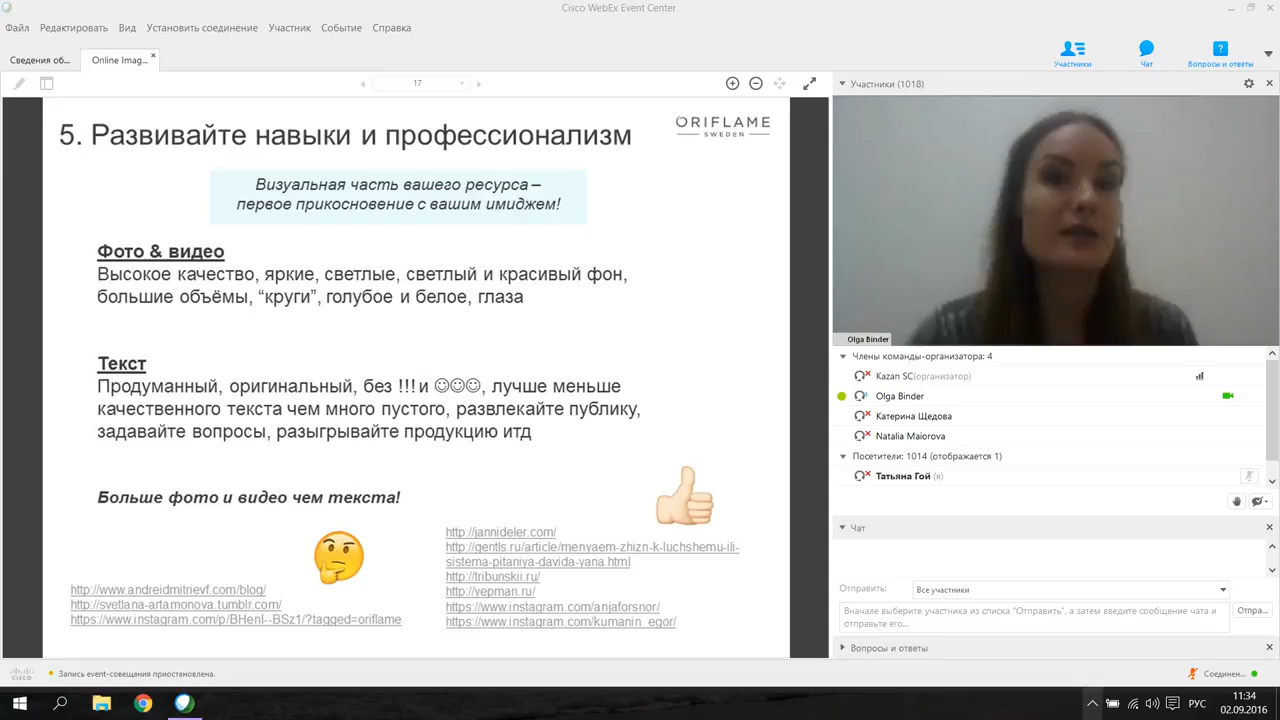 Cisco WebEx Event Center
Файл Редактировать Вид Установить соединение Участник Событие Справка
Сведения об... Online Imag...
Участники Чат Вопросы и ответы
17
5. Развивайте навыки и профессионализм
ORIFLAME
SWEDEN
Визуальная часть вашего ресурса –
первое прикосновение с вашим имиджем!
Фото & видео
Высокое качество, яркие, светлые, светлый и красивый фон,
большие объёмы, “круги”, голубое и белое, глаза
Текст
Продуманный, оригинальный, без !!! и ☺☺☺, лучше меньше
качественного текста чем много пустого, развлекайте публику,
задавайте вопросы, разыгрывайте продукцию итд
Больше фото и видео чем текста!
http://www.andreidmitrievf.com/blog/
http://svetlana-artamonova.tumblr.com/
https://www.instagram.com/p/BHenI--BSz1/?tagged=oriflame
http://jannideler.com/
http://gentls.ru/article/menyaem-zhizn-k-luchshemu-ili-
sistema-pitaniya-davida-yana.html
http://tribunskii.ru/
http://yepman.ru/
https://www.instagram.com/anjaforsnor/
https://www.instagram.com/kumanin_egor/
Участники (1018)
Olga Binder
Члены команды-организатора: 4
Kazan SC(организатор)
Olga Binder
Катерина Щедова
Natalia Maiorova
Посетители: 1014 (отображается 1)
Татьяна Гой (я)
Чат
Отправить: Все участники
Вначале выберите участника из списка "Отправить", а затем введите сообщение чата и
отправьте его...
Отпра...
Вопросы и ответы
cisco Запись event-совещания приостановлена.
Соединен...
РУС
11:34
02.09.2016